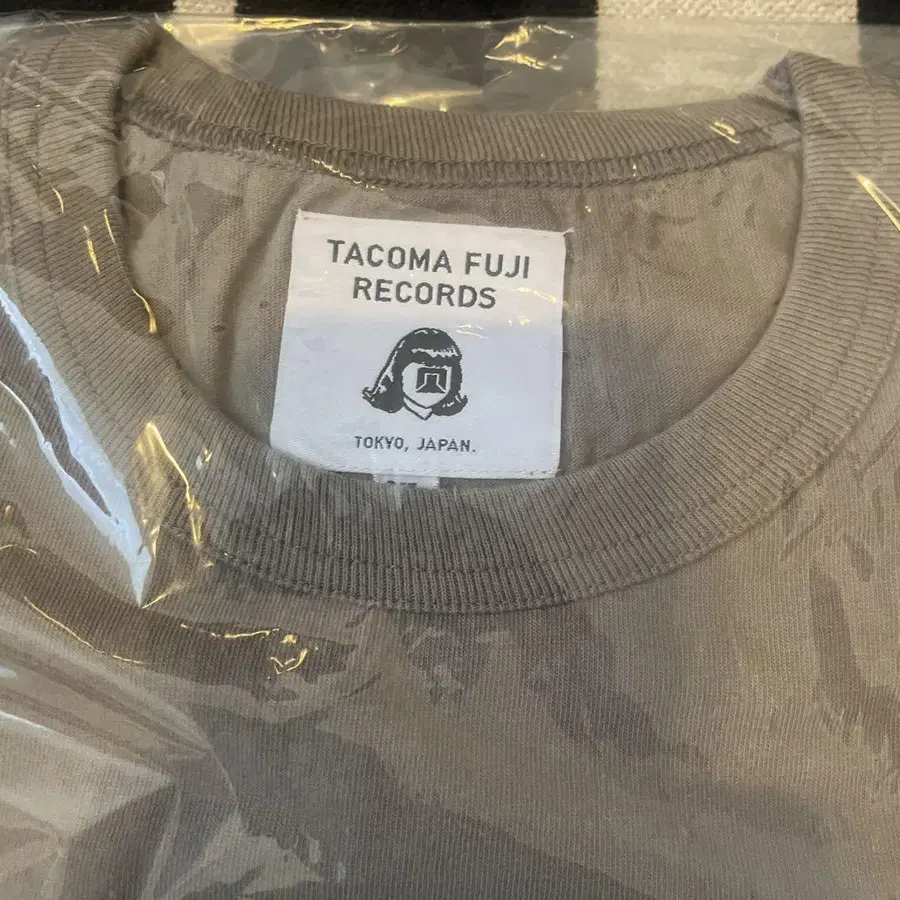 TACOMA FUJI
RECORDS
TOKYO, JAPAN.